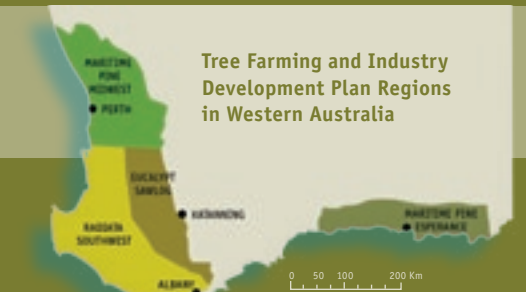 Tree Farming and Industry
Development Plan Regions
in Western Australia
MARITIME
PINE
MIDWEST
PERTH
EUCALYPT
SAWLOG
KATANNING
RADIATA
SOUTHWEST
MARITIME PINE
ESPERANCE
ALBANY
0 50 100 200 Km